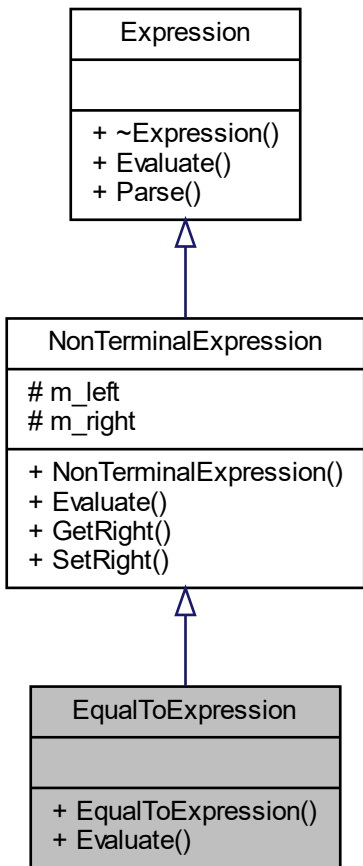 Expression
+ ~Expression()
+ Evaluate()
+ Parse()
NonTerminalExpression
# m_left
# m_right
+ NonTerminalExpression()
+ Evaluate()
+ GetRight()
+ SetRight()
EqualToExpression
+ EqualToExpression()
+ Evaluate()